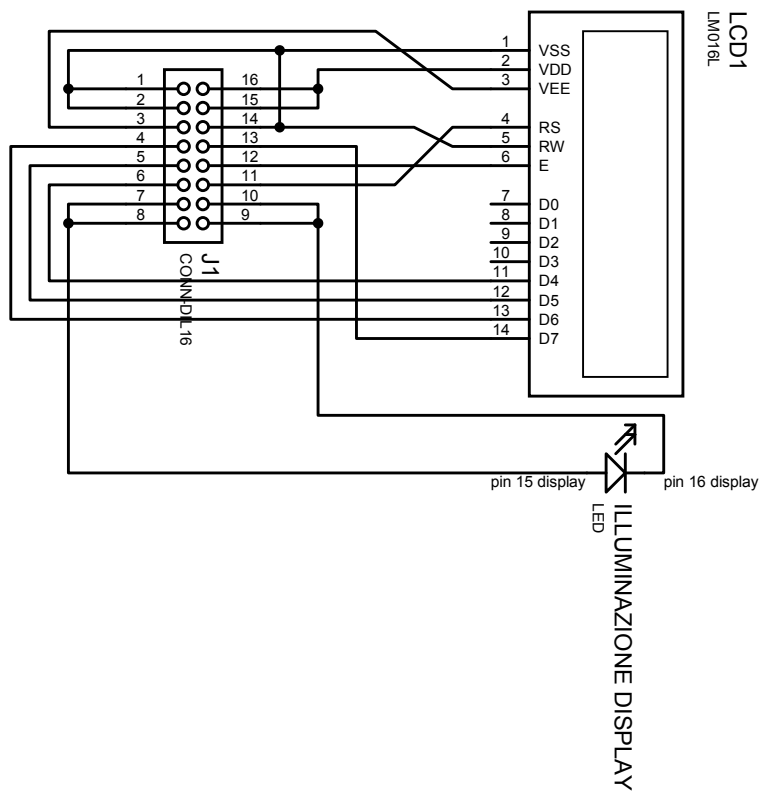 LCD1
LM016L
1 VSS
2 VDD
3 VEE
4 RS
5 RW
6 E
7 D0
8 D1
9 D2
10 D3
11 D4
12 D5
13 D6
14 D7
1 16
2 15
3 14
4 13
5 12
6 11
7 10
8 9
J1
CONN-DIL16
pin 15 display
pin 16 display
LED
ILLUMINAZIONE DISPLAY